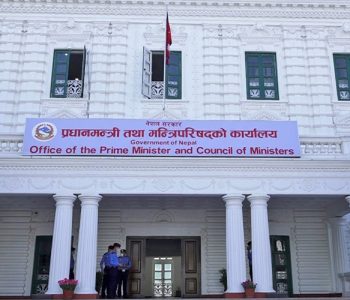 नेपाल सरकार
प्रधानमन्त्री तथा मन्त्रिपरिषद्को कार्यालय
Government of Nepal
Office of the Prime Minister and Council of Ministers